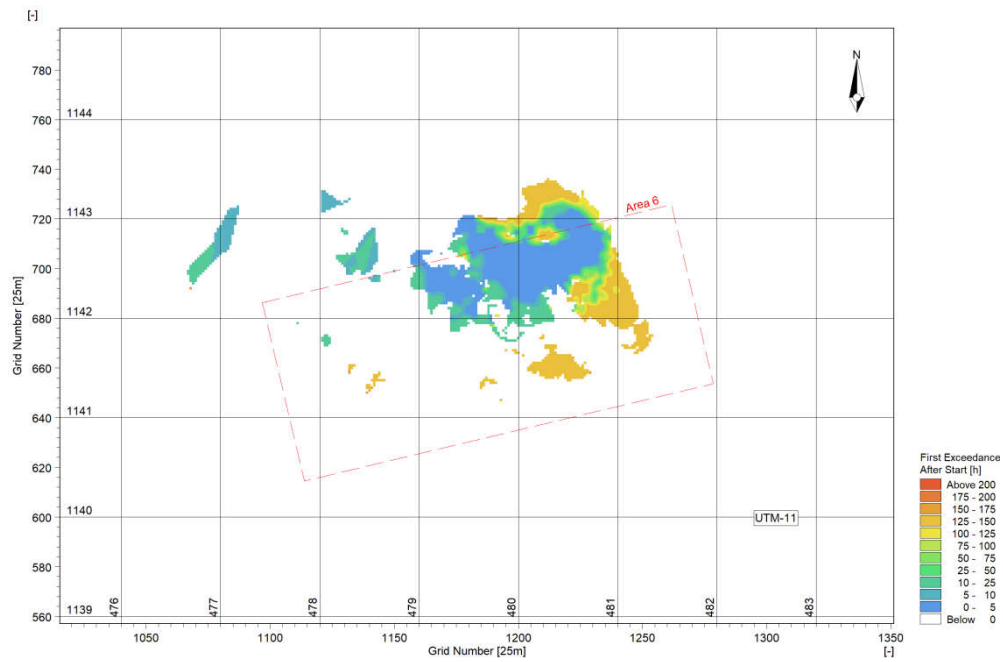 [-]
N
780
760
740
720
700
680
660
640
620
600
580
560
Grid Number [25m]
1144
1143
1142
1141
1140
1139
Area 6
UTM-11
476
477
478
479
480
481
482
483
1050
1100
1150
1200
1250
1300
1350
Grid Number [25m]
[-]
First Exceedance
After Start [h]
Above 200
175 - 200
150 - 175
125 - 150
100 - 125
75 - 100
50 - 75
25 - 50
10 - 25
5 - 10
0 - 5
Below 0